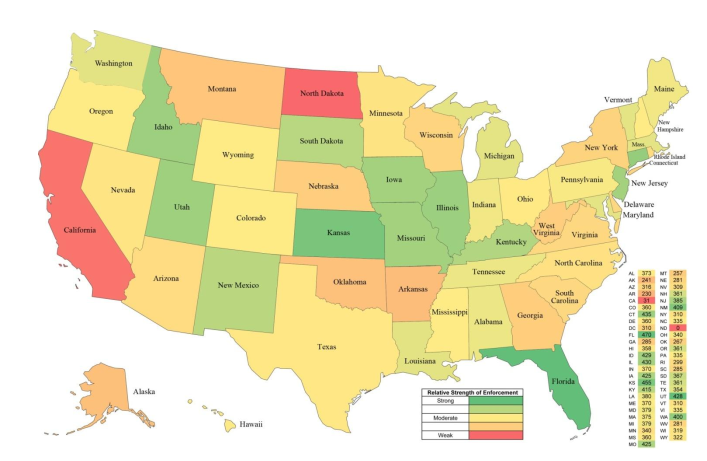 Washington
Montana
North Dakota
Minnesota
Maine
Vermont
Oregon
Idaho
South Dakota
Wisconsin
Michigan
New York
New
Hampshire
Mass
Rhode Island
Connecticut
Wyoming
Nebraska
Iowa
Pennsylvania
New Jersey
Nevada
Utah
Colorado
Kansas
Illinois
Indiana
Ohio
Delaware
Maryland
California
Missouri
Kentucky
West
Virginia
Virginia
Arizona
New Mexico
Oklahoma
Arkansas
Tennessee
North Carolina
South
Carolina
Texas
Louisiana
Mississippi
Alabama
Georgia
Florida
Alaska
Hawaii
Relative Strength of Enforcement
Strong
Moderate
Weak
AL 373 MT 257
AK 241 NE 281
AZ 316 NV 309
AR 230 NH 361
CA 31 NJ 385
CO 360 NM 409
CT 435 NY 310
DE 360 NC 335
DC 310 ND 0
FL 470 OH 340
GA 285 OK 267
HI 358 OR 361
ID 429 PA 335
IL 430 RI 299
IN 370 SC 285
IA 425 SD 367
KS 455 TE 351
KY 415 TX 354
LA 380 UT 428
ME 370 VT 310
MD 379 VI 335
MA 375 WA 400
MI 379 WV 281
MN 340 WI 319
MS 360 WY 322
MO 425